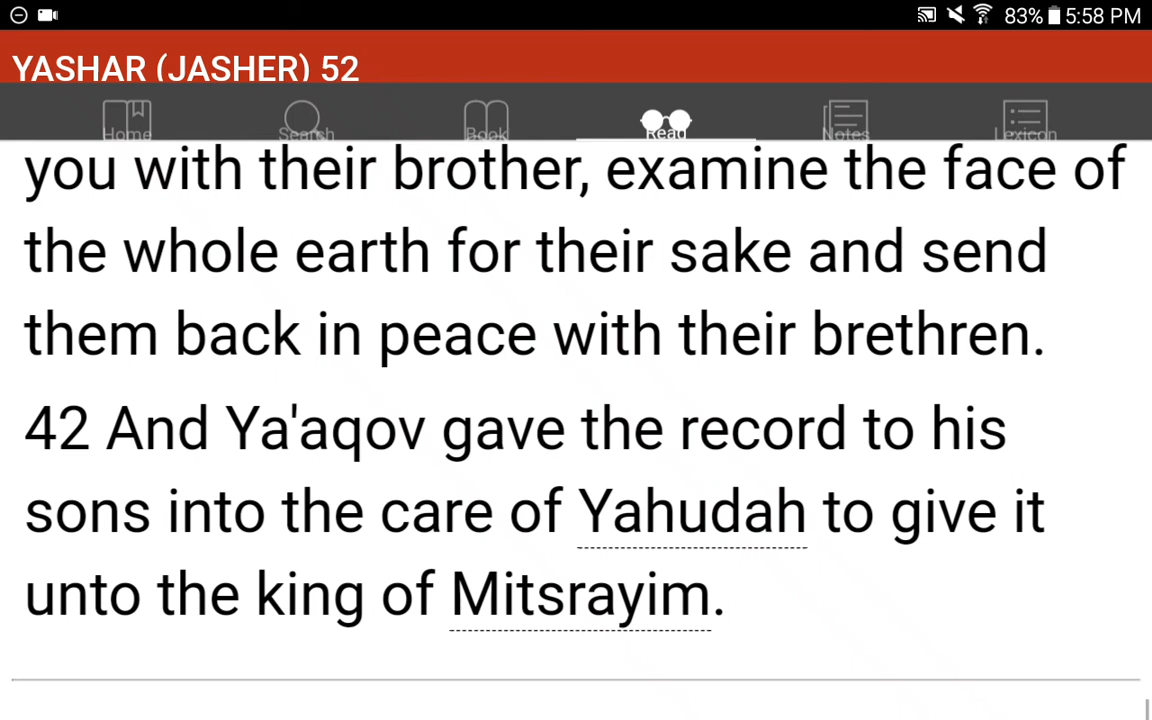 83% 5:58 PM
YASHAR (JASHER) 52
Home Search Book Read Notes Lexicon
you with their brother, examine the face of
the whole earth for their sake and send
them back in peace with their brethren.
42 And Ya'aqov gave the record to his
sons into the care of Yahudah to give it
unto the king of Mitsrayim.